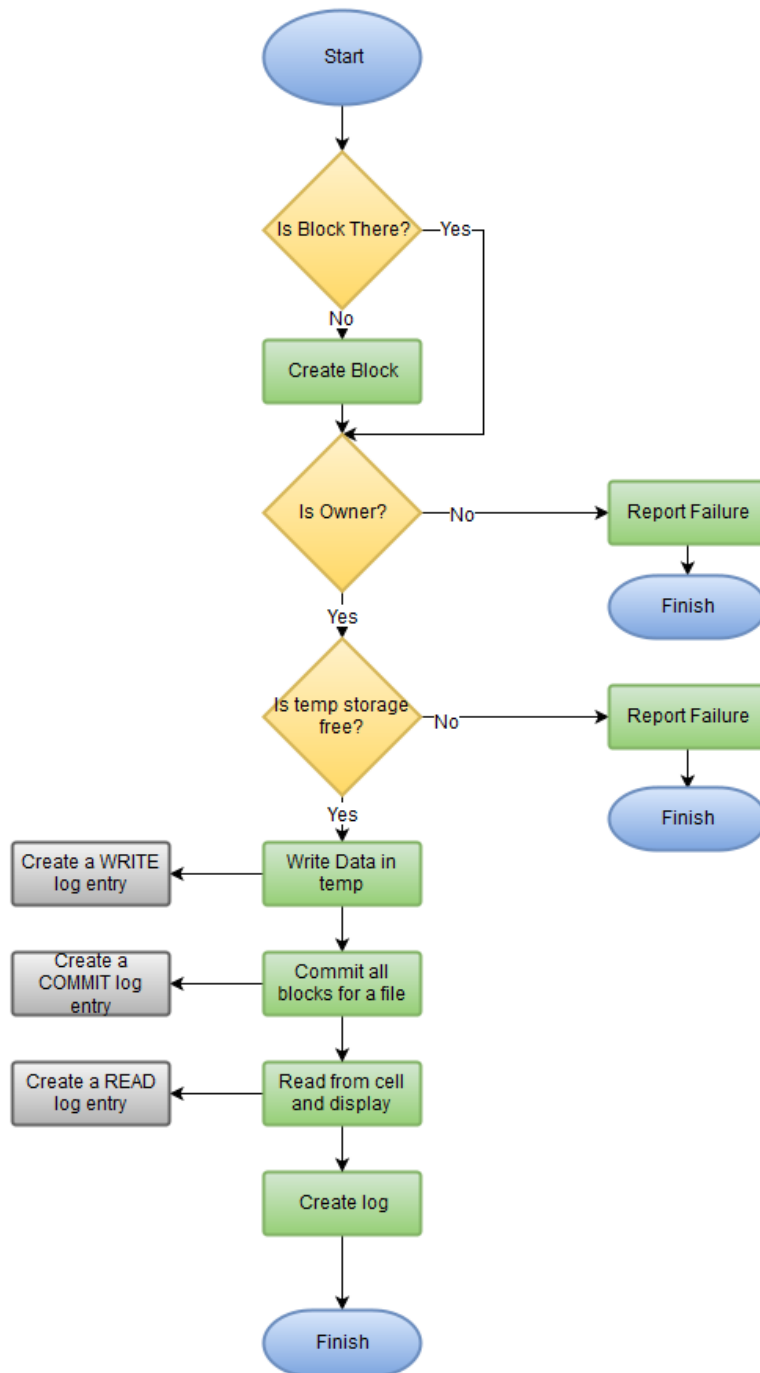 Start
Is Block There?
Yes
No
Create Block
Is Owner?
No
Report Failure
Finish
Yes
Is temp storage
free?
No
Report Failure
Finish
Yes
Create a WRITE
log entry
Write Data in
temp
Create a
COMMIT log
entry
Commit all
blocks for a file
Create a READ
log entry
Read from cell
and display
Create log
Finish